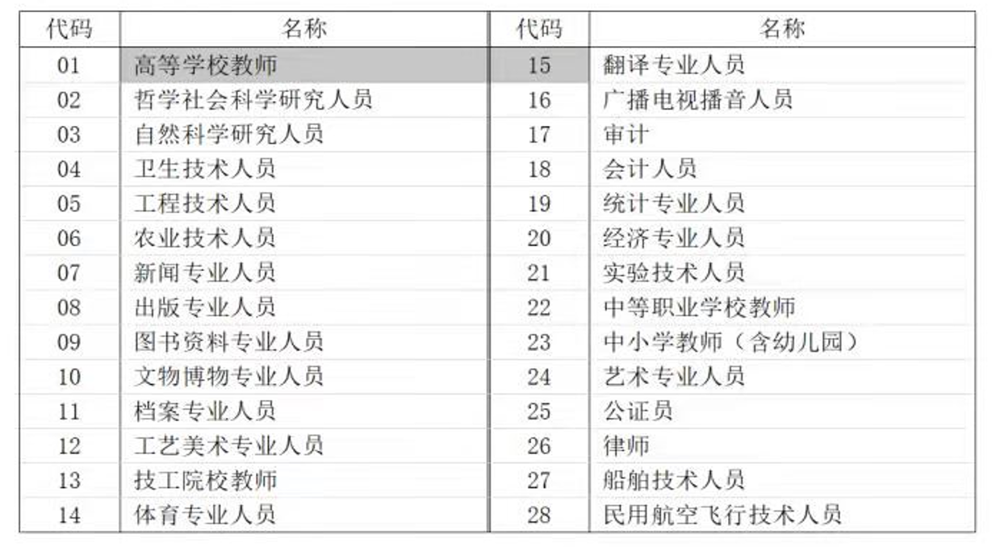 代码 名称 代码 名称
01 高等学校教师 15 翻译专业人员
02 哲学社会科学研究人员 16 广播电视播音人员
03 自然科学研究人员 17 审计
04 卫生技术人员 18 会计人员
05 工程技术人员 19 统计专业人员
06 农业技术人员 20 经济专业人员
07 新闻专业人员 21 实验技术人员
08 出版专业人员 22 中等职业学校教师
09 图书资料专业人员 23 中小学教师（含幼儿园）
10 文物博物专业人员 24 艺术专业人员
11 档案专业人员 25 公证员
12 工艺美术专业人员 26 律师
13 技工院校教师 27 船舶技术人员
14 体育专业人员 28 民用航空飞行技术人员